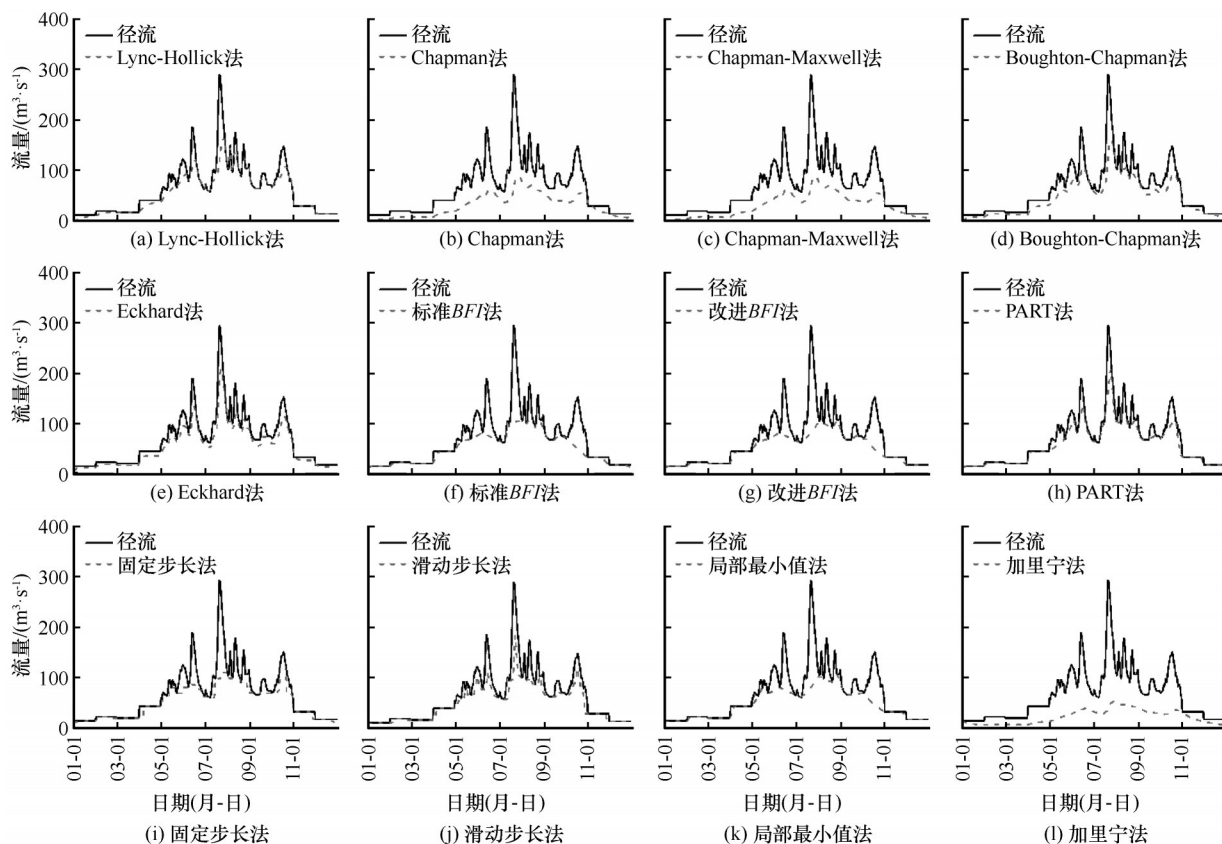 400
300
200
100
0
流量/(m³·s⁻¹)
径流
Lync-Hollick法
(a) Lync-Hollick法
径流
Chapman法
(b) Chapman法
径流
Chapman-Maxwell法
(c) Chapman-Maxwell法
径流
Boughton-Chapman法
(d) Boughton-Chapman法
400
300
200
100
0
流量/(m³·s⁻¹)
径流
Eckhard法
(e) Eckhard法
径流
标准BFI法
(f) 标准BFI法
径流
改进BFI法
(g) 改进BFI法
径流
PART法
(h) PART法
400
300
200
100
0
流量/(m³·s⁻¹)
径流
固定步长法
01-01
03-01
05-01
07-01
09-01
11-01
日期(月-日)
(i) 固定步长法
径流
滑动步长法
01-01
03-01
05-01
07-01
09-01
11-01
日期(月-日)
(j) 滑动步长法
径流
局部最小值法
01-01
03-01
05-01
07-01
09-01
11-01
日期(月-日)
(k) 局部最小值法
径流
加里宁法
01-01
03-01
05-01
07-01
09-01
11-01
日期(月-日)
(l) 加里宁法